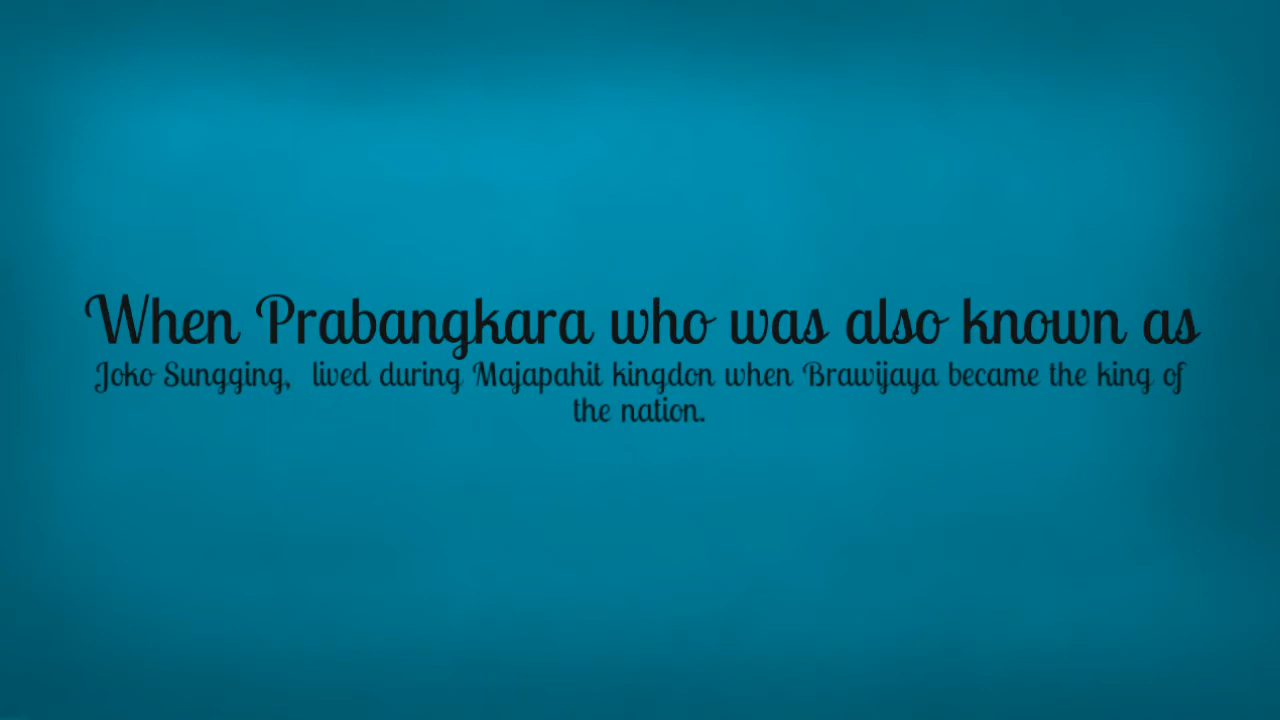 When Prabangkara who was also known as
Joko Sungging,  lived during Majapahit kingdon when Brawijaya became the king of
the nation.